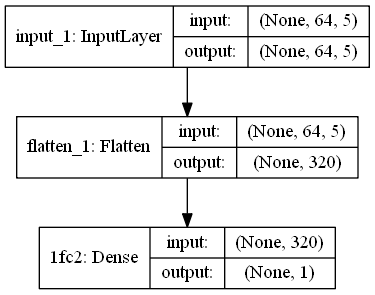 input_1: InputLayer
input: (None, 64, 5)
output: (None, 64, 5)
flatten_1: Flatten
input: (None, 64, 5)
output: (None, 320)
1fc2: Dense
input: (None, 320)
output: (None, 1)